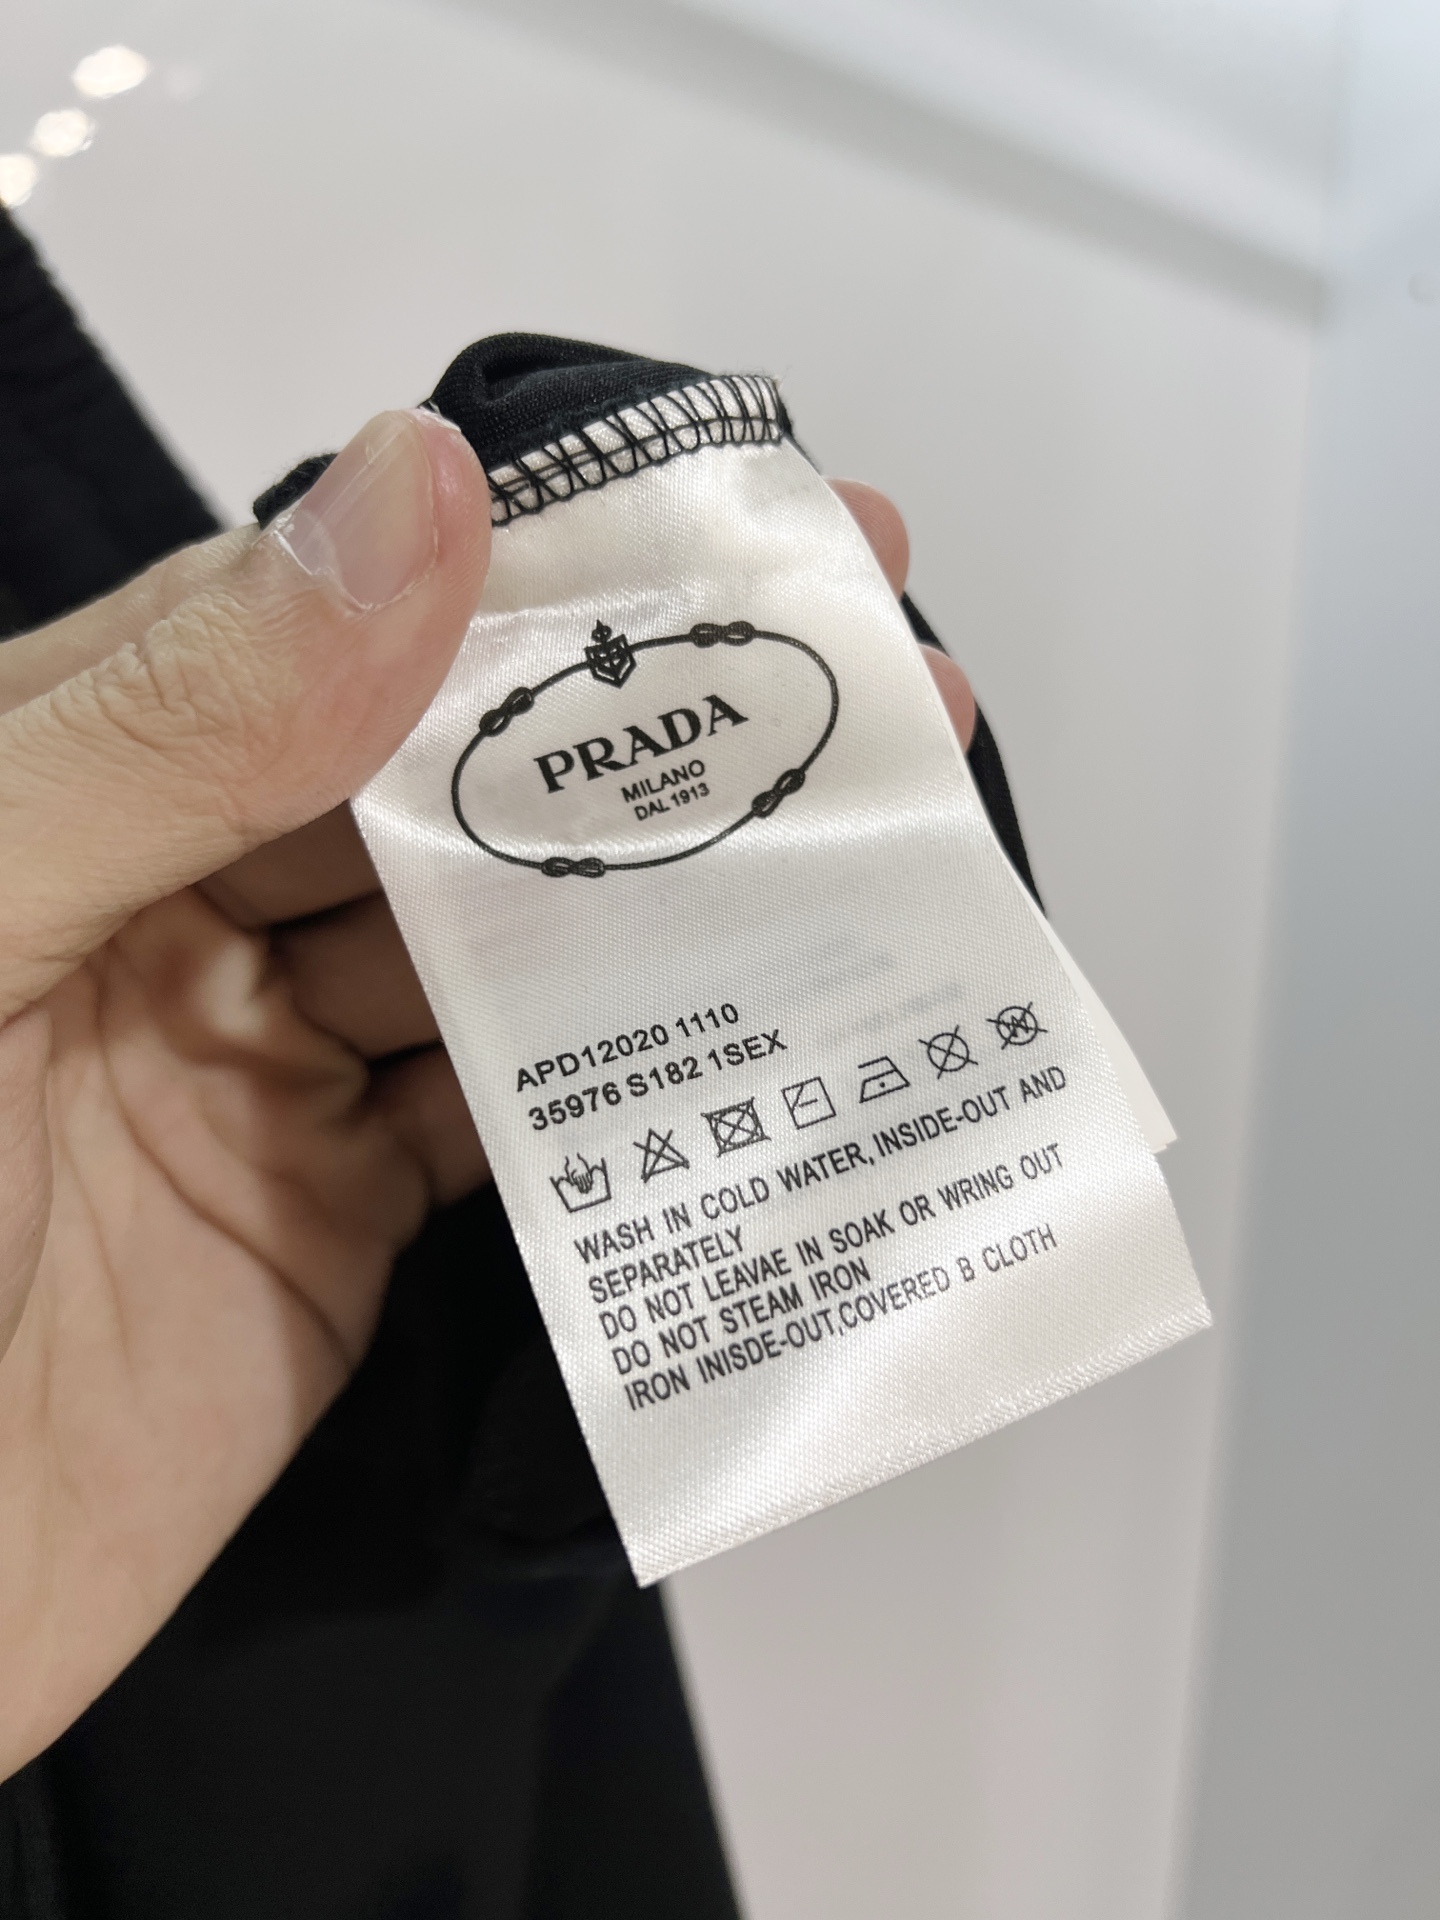 PRADA
MILANO
DAL 1913
APD12020 1110
35976 S182 1SEX
WASH IN COLD WATER, INSIDE-OUT AND
SEPARATELY
DO NOT LEAVAE IN SOAK OR WRING OUT
DO NOT STEAM IRON
IRON INISDE-OUT,COVERED B CLOTH